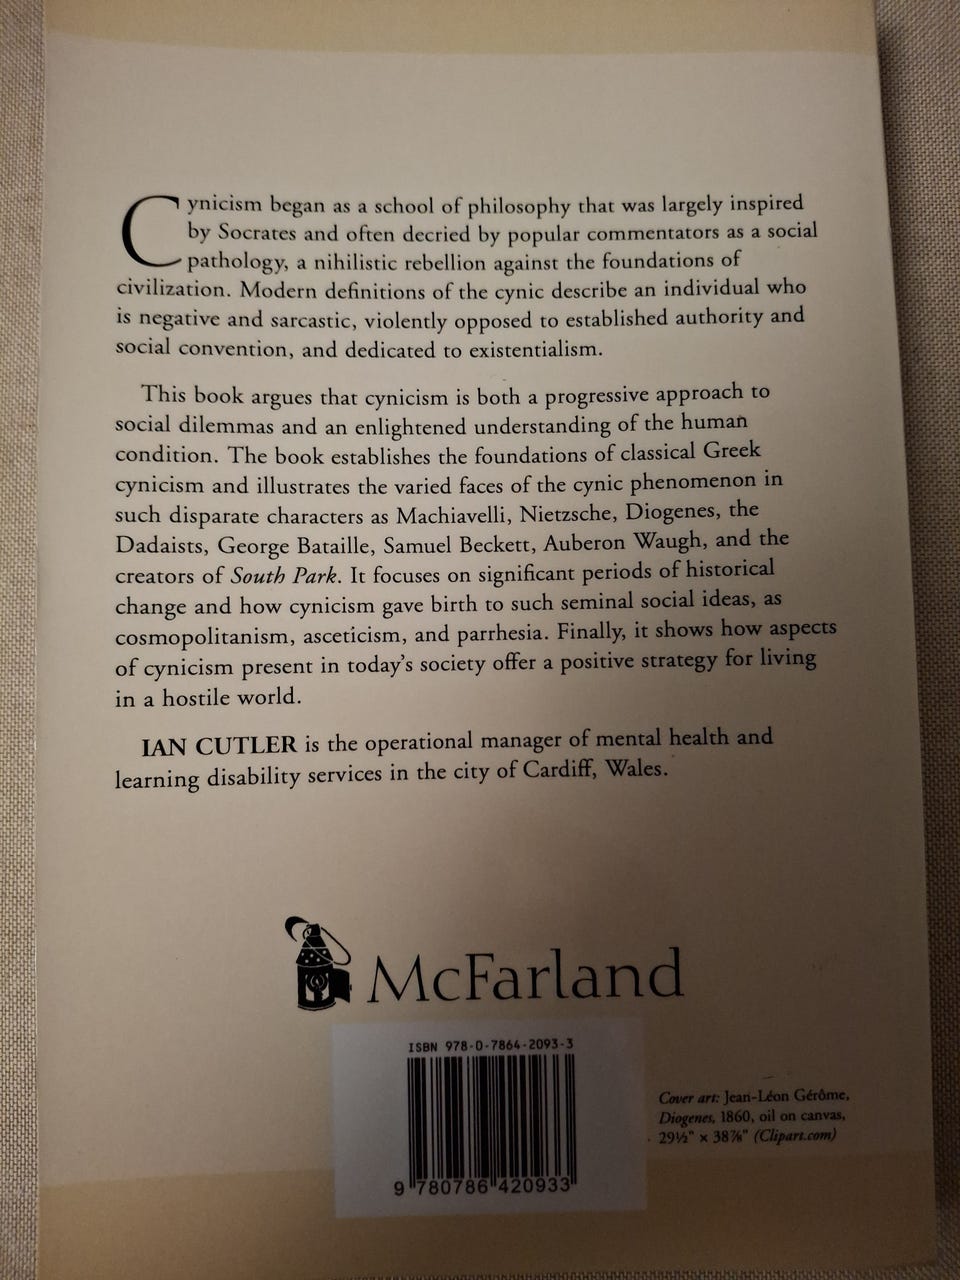 Cynicism began as a school of philosophy that was largely inspired
by Socrates and often decried by popular commentators as a social
pathology, a nihilistic rebellion against the foundations of
civilization. Modern definitions of the cynic describe an individual who
is negative and sarcastic, violently opposed to established authority and
social convention, and dedicated to existentialism.
This book argues that cynicism is both a progressive approach to
social dilemmas and an enlightened understanding of the human
condition. The book establishes the foundations of classical Greek
cynicism and illustrates the varied faces of the cynic phenomenon in
such disparate characters as Machiavelli, Nietzsche, Diogenes, the
Dadaists, George Bataille, Samuel Beckett, Auberon Waugh, and the
creators of South Park. It focuses on significant periods of historical
change and how cynicism gave birth to such seminal social ideas, as
cosmopolitanism, asceticism, and parrhesia. Finally, it shows how aspects
of cynicism present in today's society offer a positive strategy for living
in a hostile world.
IAN CUTLER is the operational manager of mental health and
learning disability services in the city of Cardiff, Wales.
McFarland
ISBN 978-0-7864-2093-3
9 780786 420933
Cover art: Jean-Léon Gérôme,
Diogenes, 1860, oil on canvas,
29½" × 38⅞" (Clipart.com)